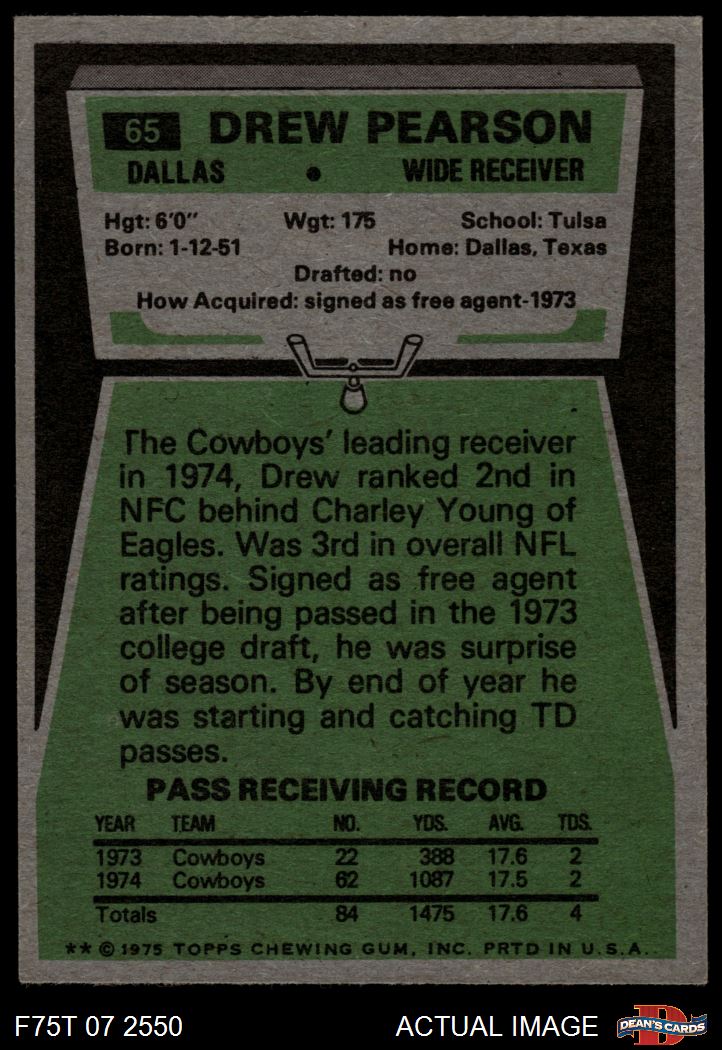 65 DREW PEARSON
DALLAS • WIDE RECEIVER
Hgt: 6'0" Wgt: 175 School: Tulsa
Born: 1-12-51 Home: Dallas, Texas
Drafted: no
How Acquired: signed as free agent-1973
The Cowboys' leading receiver
in 1974, Drew ranked 2nd in
NFC behind Charley Young of
Eagles. Was 3rd in overall NFL
ratings. Signed as free agent
after being passed in the 1973
college draft, he was surprise
of season. By end of year he
was starting and catching TD
passes.
PASS RECEIVING RECORD
YEAR TEAM NO. YDS. AVG. TDS.
1973 Cowboys 22 388 17.6 2
1974 Cowboys 62 1087 17.5 2
Totals 84 1475 17.6 4
** © 1975 TOPPS CHEWING GUM, INC. PRTD IN U.S.A.
F75T 07 2550 ACTUAL IMAGE D DEAN'S CARDS